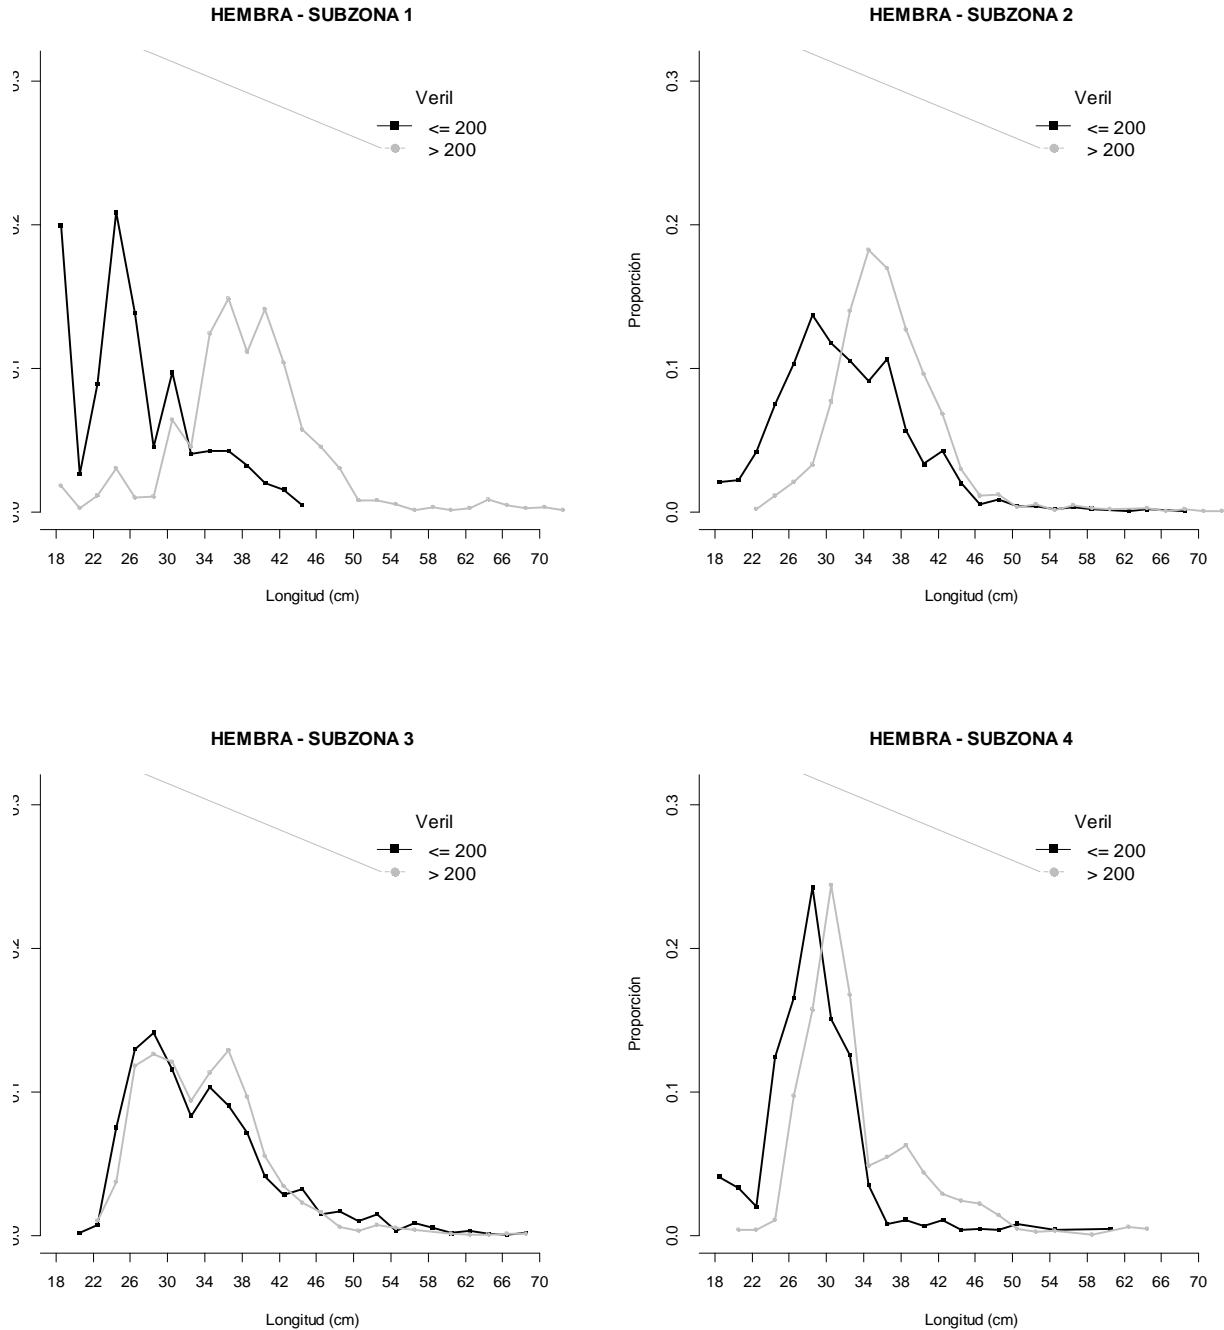 HEMBRA - SUBZONA 1
Veril
<= 200
> 200
0.2
18 22 26 30 34 38 42 46 52 58 64 70
Longitud (cm)
HEMBRA - SUBZONA 2
Veril
<= 200
> 200
Proporción
0.3
0.2
0.1
0.0
18 22 26 30 34 38 42 46 50 54 58 62 66 70
Longitud (cm)
HEMBRA - SUBZONA 3
Veril
<= 200
> 200
18 22 26 30 34 38 42 46 50 54 58 62 66 70
Longitud (cm)
HEMBRA - SUBZONA 4
Veril
<= 200
> 200
Proporción
0.3
0.2
0.1
0.0
18 22 26 30 34 38 42 46 50 54 58 62 66 70
Longitud (cm)